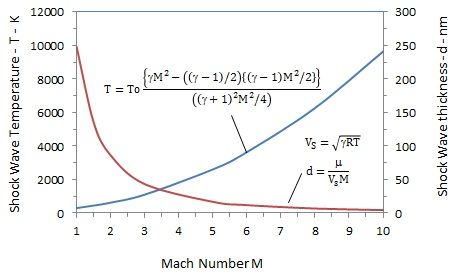 12000
10000
8000
6000
4000
2000
0
300
250
200
150
100
50
0
1 2 3 4 5 6 7 8 9 10
Shock Wave Temperature - T - K
Shock Wave thickness - d - nm
Mach Number M
T = To {γM² − ((γ − 1)/2){(γ − 1)M²/2}} / ((γ + 1)²M²/4)
V_S = √γRT
d = μ / V_sM